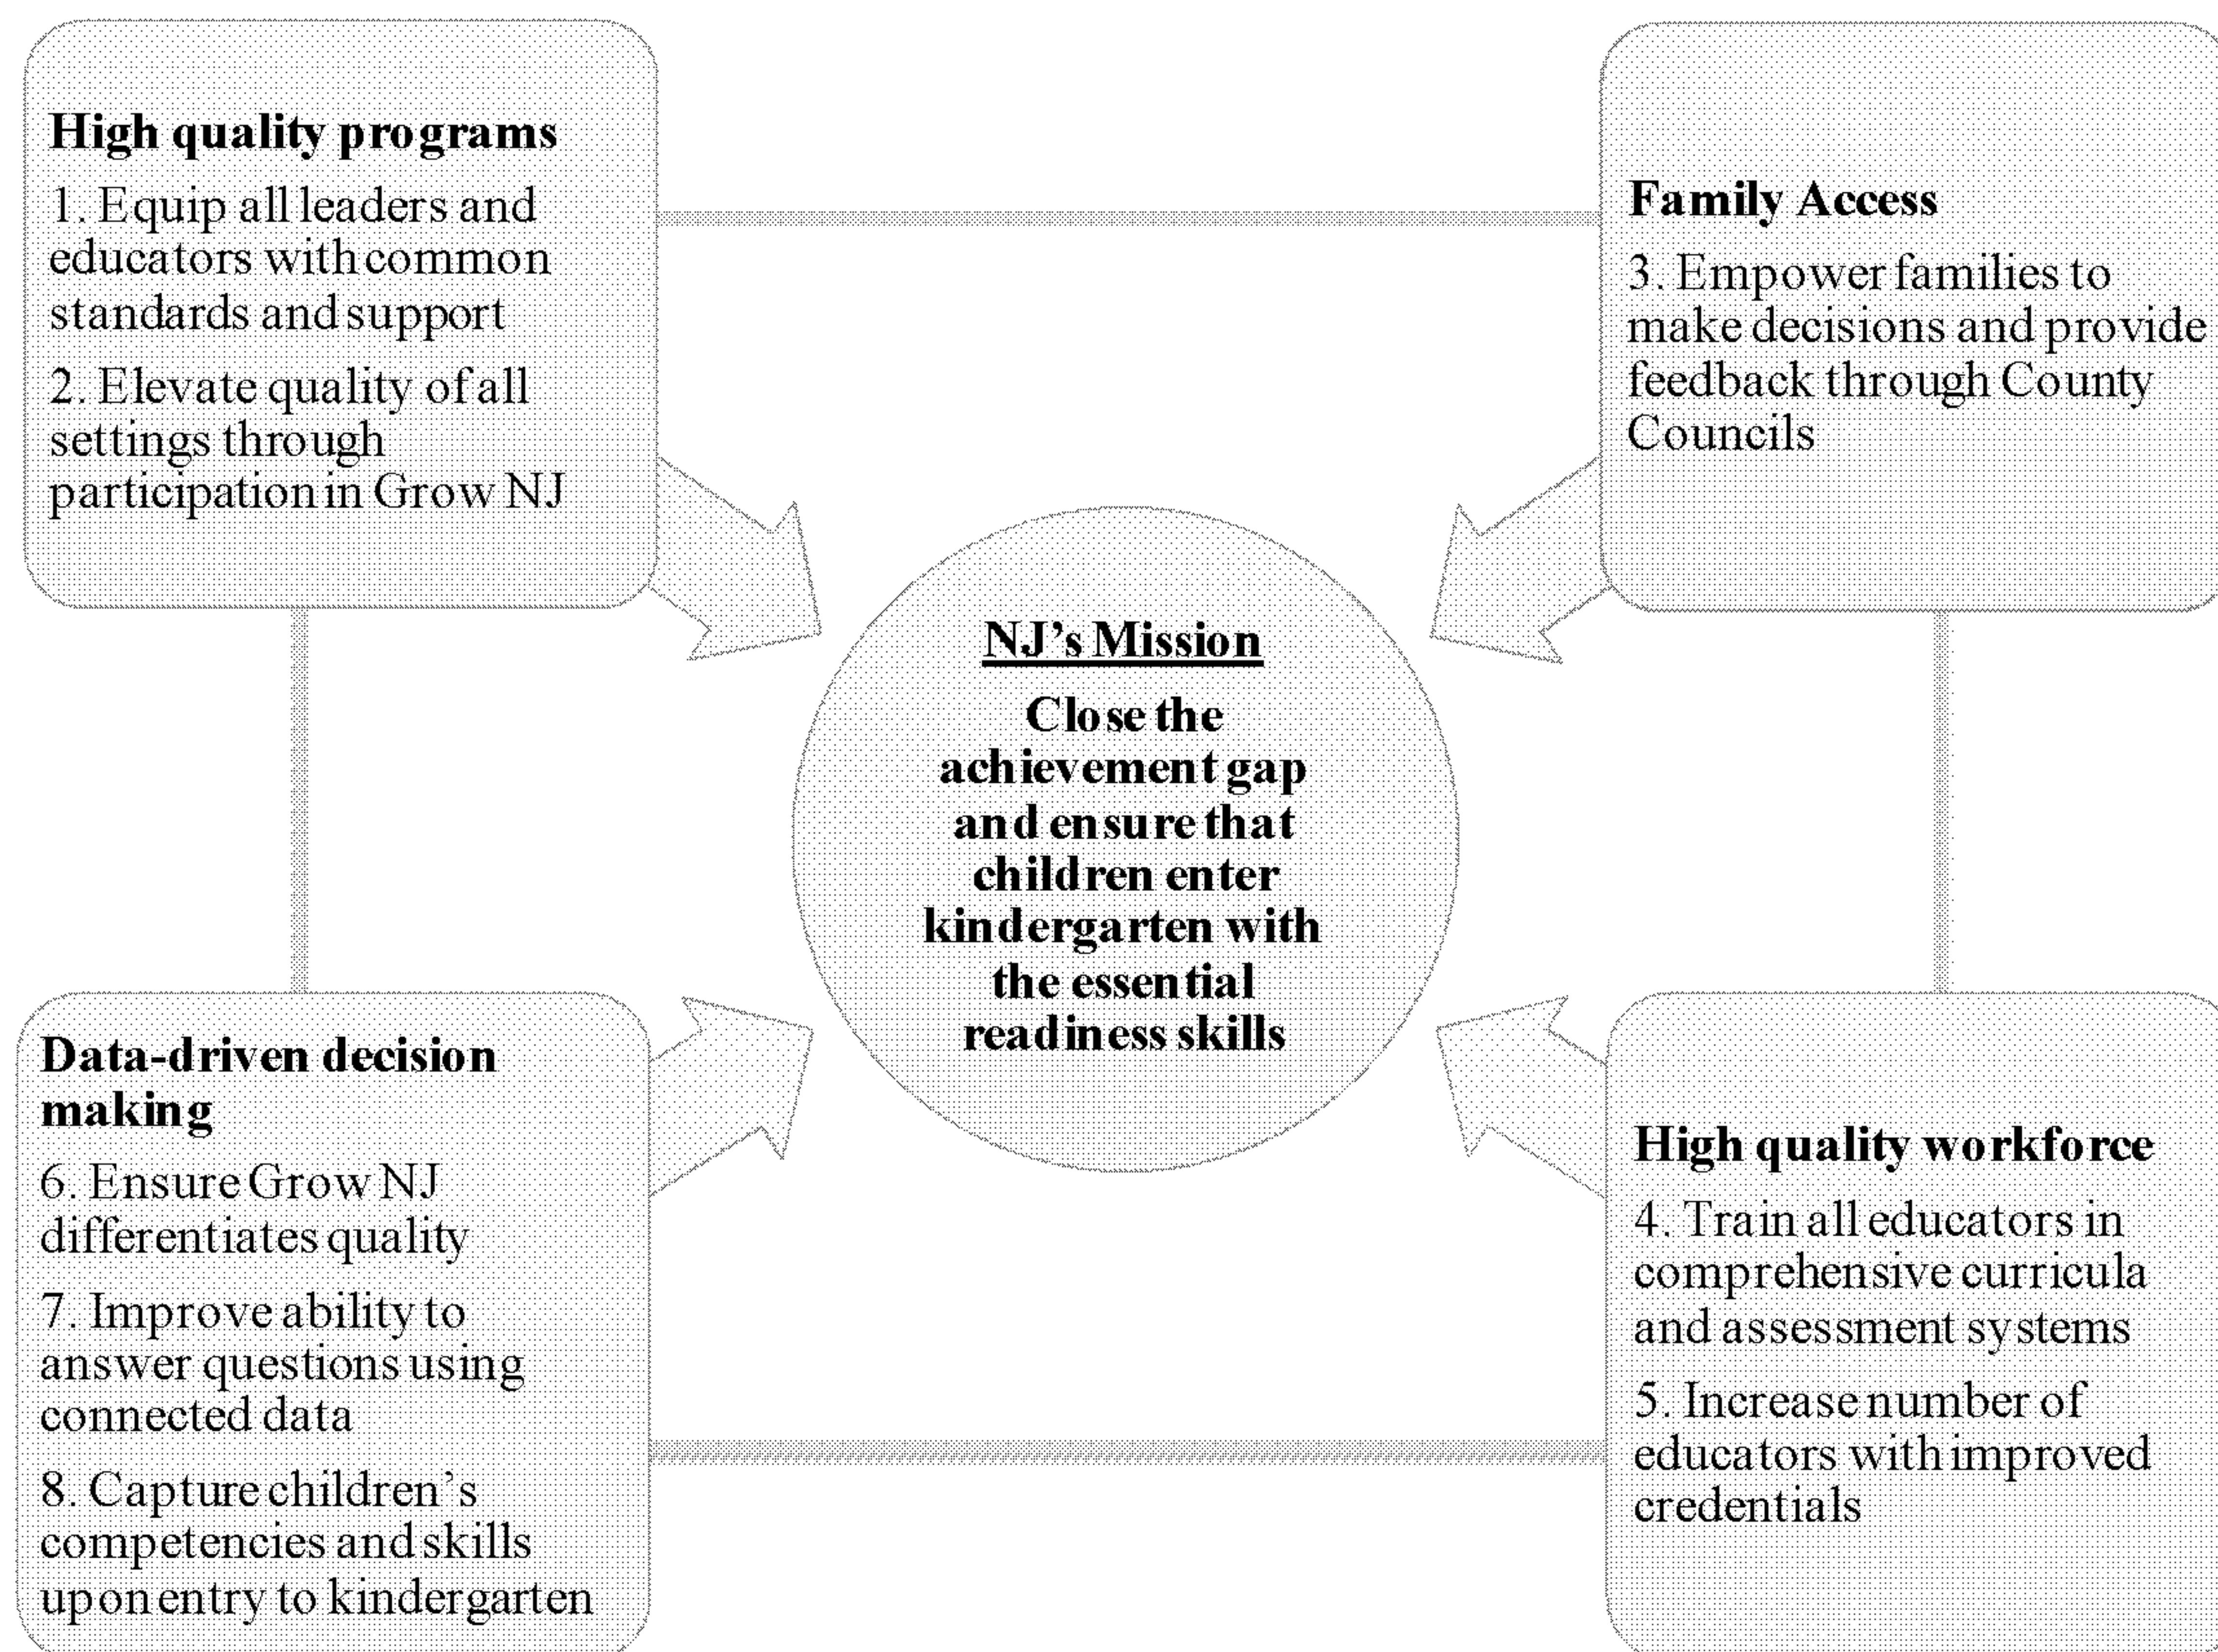 High quality programs
1. Equip all leaders and
educators with common
standards and support
2. Elevate quality of all
settings through
participation in Grow NJ
Family Access
3. Empower families to
make decisions and provide
feedback through County
Councils
NJ’s Mission
Close the
achievement gap
and ensure that
children enter
kindergarten with
the essential
readiness skills
Data-driven decision
making
6. Ensure Grow NJ
differentiates quality
7. Improve ability to
answer questions using
connected data
8. Capture children’s
competencies and skills
upon entry to kindergarten
High quality workforce
4. Train all educators in
comprehensive curricula
and assessment systems
5. Increase number of
educators with improved
credentials